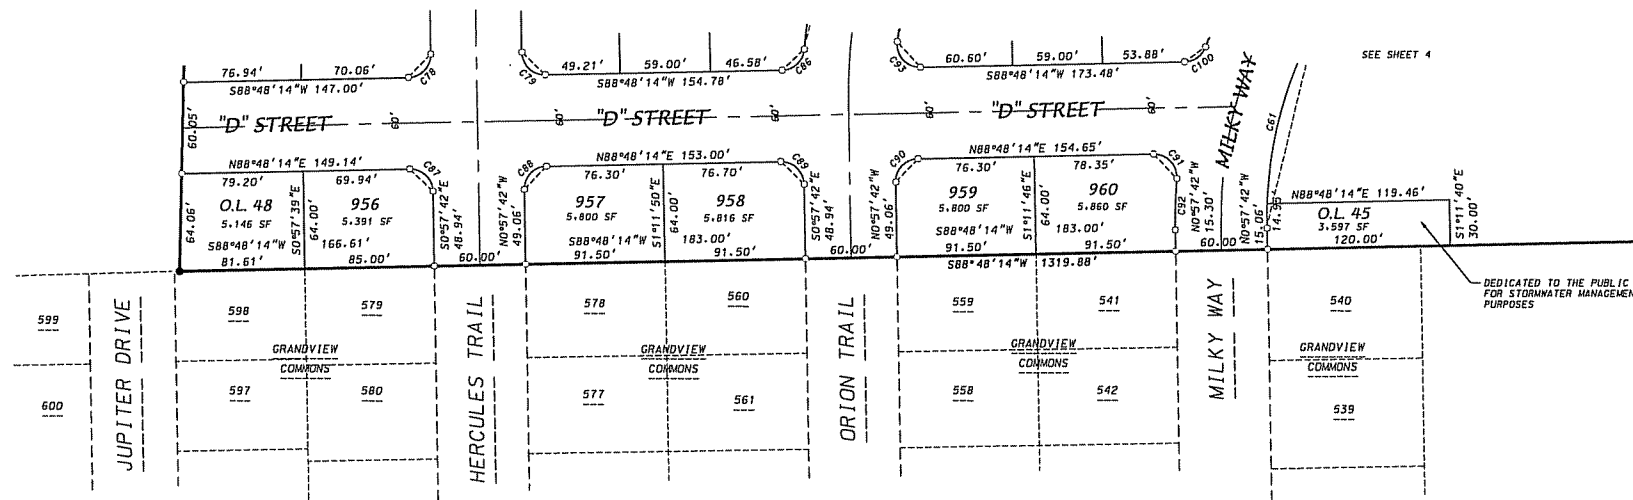 SEE SHEET 4
76.94'
70.06'
C78
S88°48'14"W 147.00'
C79
49.21'
59.00'
46.58'
C86
S88°48'14"W 154.78'
C93
60.60'
59.00'
53.88'
C100
S88°48'14"W 173.48'
MILKY WAY
C61
60.05'
"D" STREET
60'
60'
"D" STREET
60'
60'
"D" STREET
60'
N88°48'14"E 149.14'
C87
79.20'
69.94'
O.L. 48
5,146 SF
64.06'
S0°57'39"E
64.00'
956
5,391 SF
S0°57'42"E
48.94'
S88°48'14"W 166.61'
81.61'
85.00'
60.00'
N0°57'42"W
49.06'
C88
N88°48'14"E 153.00'
C89
76.30'
76.70'
957
5,800 SF
S1°11'50"E
64.00'
958
5,816 SF
S0°57'42"E
48.94'
S88°48'14"W 183.00'
91.50'
91.50'
60.00'
N0°57'42"W
49.06'
C90
N88°48'14"E 154.65'
C91
76.30'
78.35'
959
5,800 SF
S1°11'46"E
64.00'
960
5,860 SF
C92
N0°57'42"W
15.30'
S88°48'14"W 183.00'
91.50'
91.50'
60.00'
S88°48'14"W 1319.88'
N0°57'42"W
15.06'
14.95'
N88°48'14"E 119.46'
O.L. 45
3,597 SF
120.00'
S1°11'40"E
30.00'
DEDICATED TO THE PUBLIC
FOR STORMWATER MANAGEMEN
PURPOSES
599
600
JUPITER DRIVE
598
579
GRANDVIEW
COMMONS
597
580
HERCULES TRAIL
578
560
GRANDVIEW
COMMONS
577
561
ORION TRAIL
559
541
GRANDVIEW
COMMONS
558
542
MILKY WAY
540
GRANDVIEW
COMMONS
539